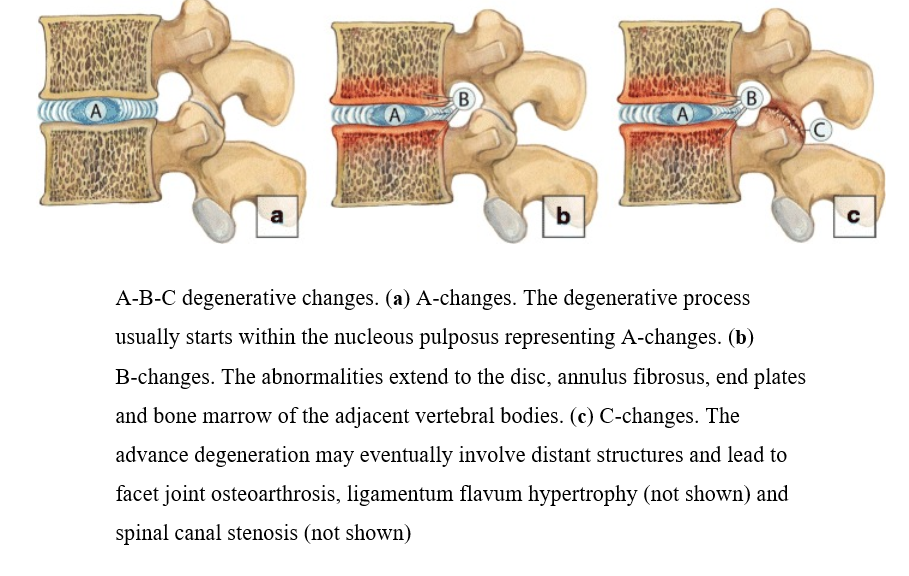 A
B
A
B
A
C
a
b
c
A-B-C degenerative changes. (a) A-changes. The degenerative process
usually starts within the nucleous pulposus representing A-changes. (b)
B-changes. The abnormalities extend to the disc, annulus fibrosus, end plates
and bone marrow of the adjacent vertebral bodies. (c) C-changes. The
advance degeneration may eventually involve distant structures and lead to
facet joint osteoarthrosis, ligamentum flavum hypertrophy (not shown) and
spinal canal stenosis (not shown)